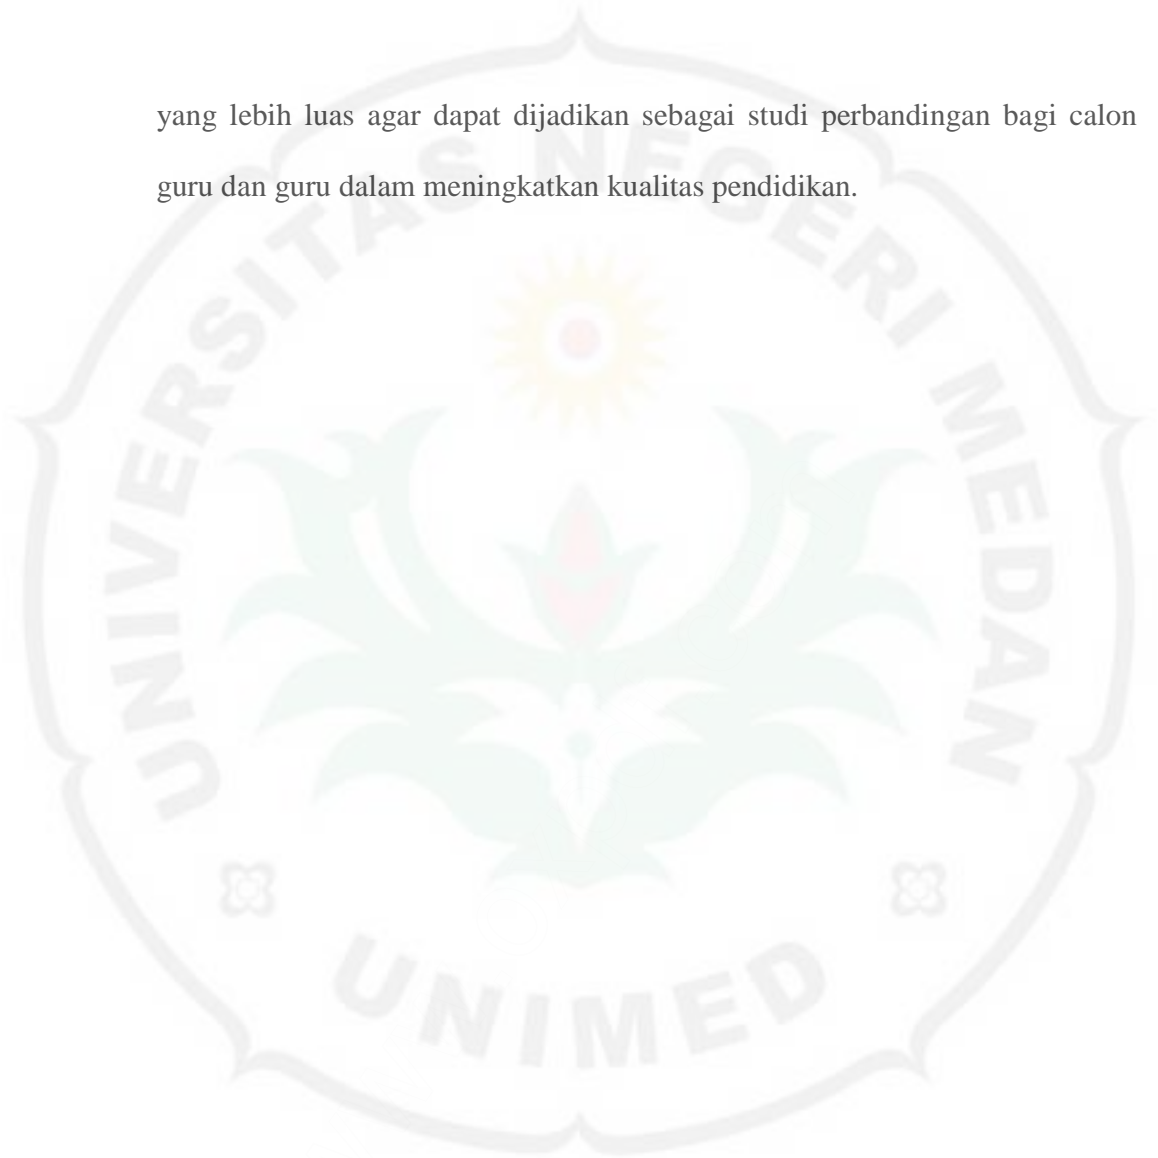 yang lebih luas agar dapat dijadikan sebagai studi perbandingan bagi calon
guru dan guru dalam meningkatkan kualitas pendidikan.
UNIVERSITAS NEGERI MEDAN
UNIMED